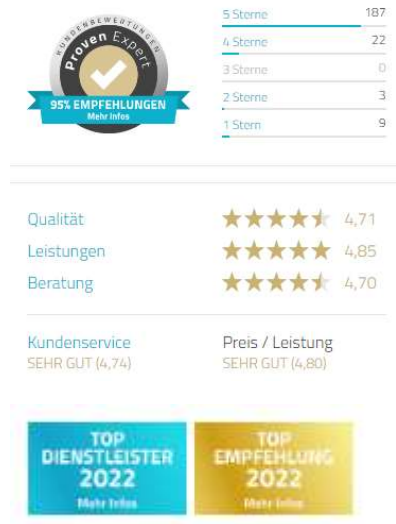 KUNDENBEWERTUNGEN
Proven Expert
95% EMPFEHLUNGEN
Mehr Infos
5 Sterne 187
4 Sterne 22
3 Sterne 0
2 Sterne 3
1 Stern 9
Qualität 4,71
Leistungen 4,85
Beratung 4,70
Kundenservice
SEHR GUT (4,74)
Preis / Leistung
SEHR GUT (4,80)
TOP
DIENSTLEISTER
2022
Mehr Infos
TOP
EMPFEHLUNG
2022
Mehr Infos